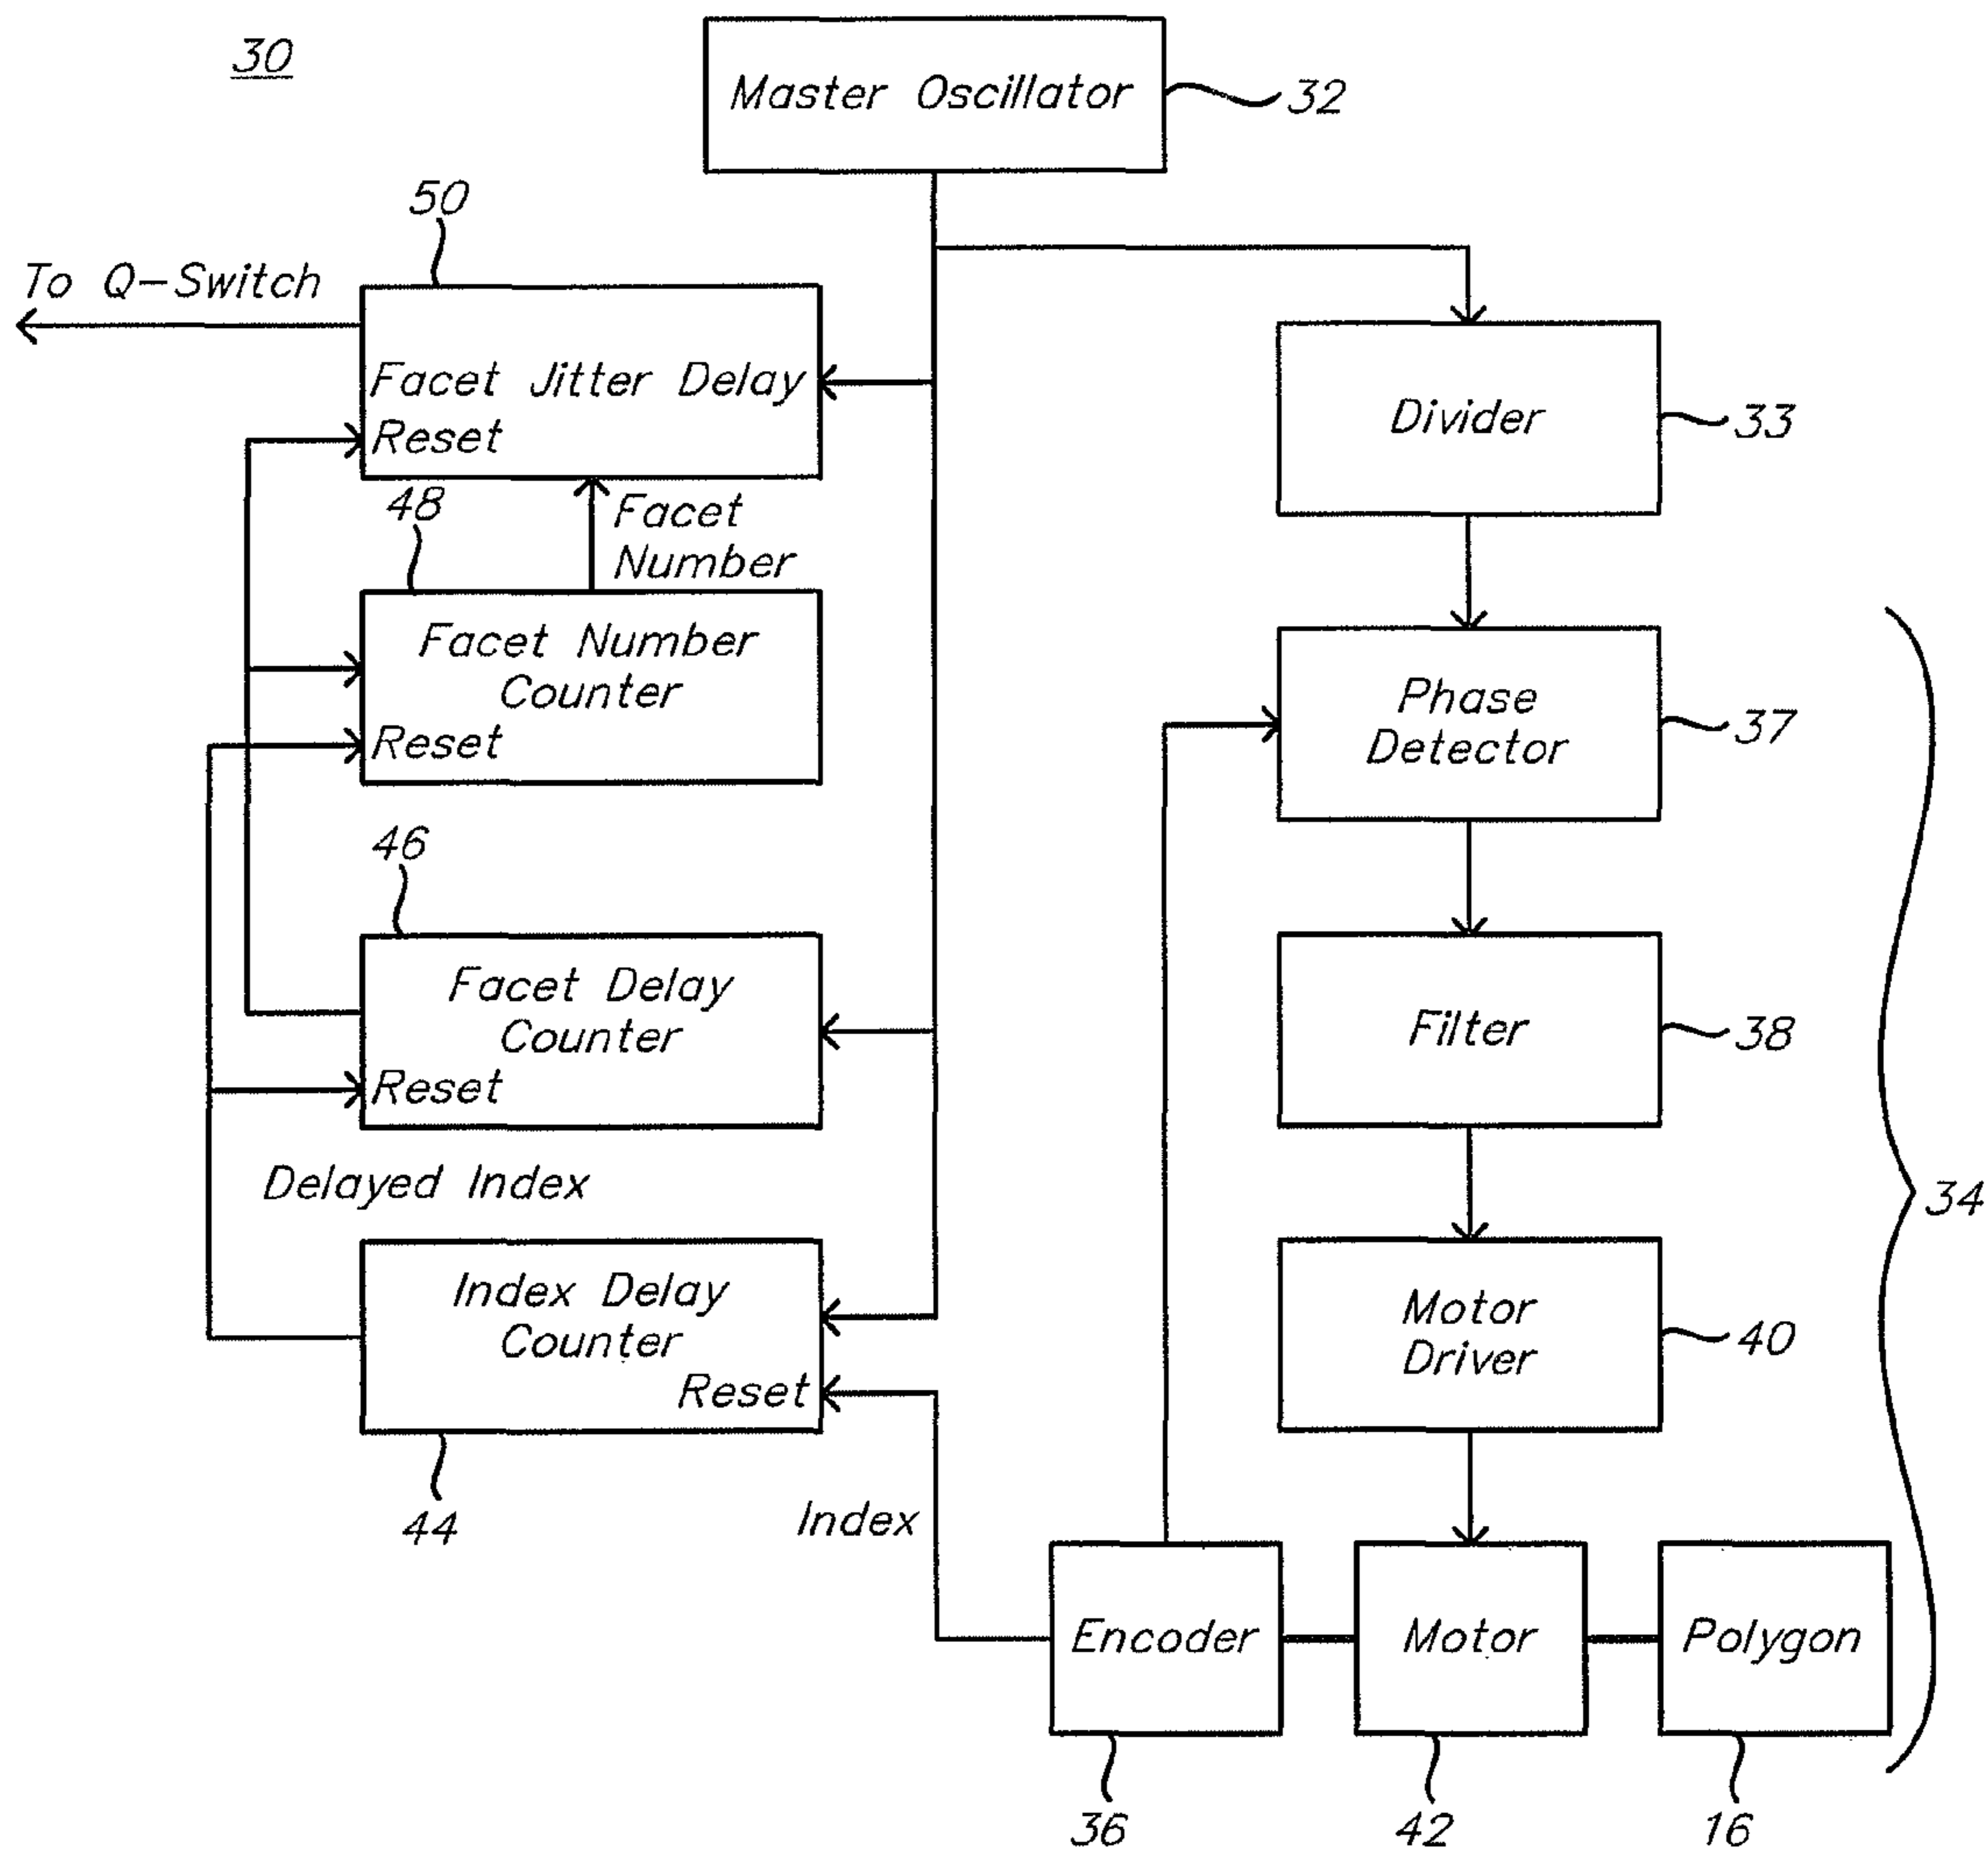 30
Master Oscillator
32
50
To Q-Switch
Facet Jitter Delay
Reset
Divider
33
48
Facet
Number
Facet Number
Counter
Reset
Phase
Detector
37
46
Facet Delay
Counter
Reset
Filter
38
Delayed Index
34
Index Delay
Counter
Reset
Motor
Driver
40
44
Index
Encoder
Motor
Polygon
36
42
16